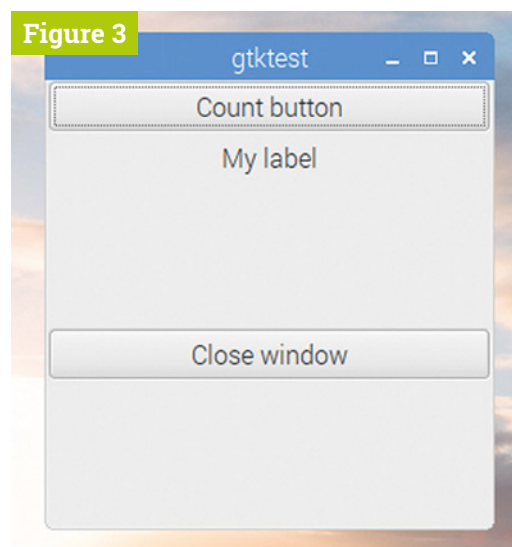 Figure 3
gtktest
Count button
My label
Close window